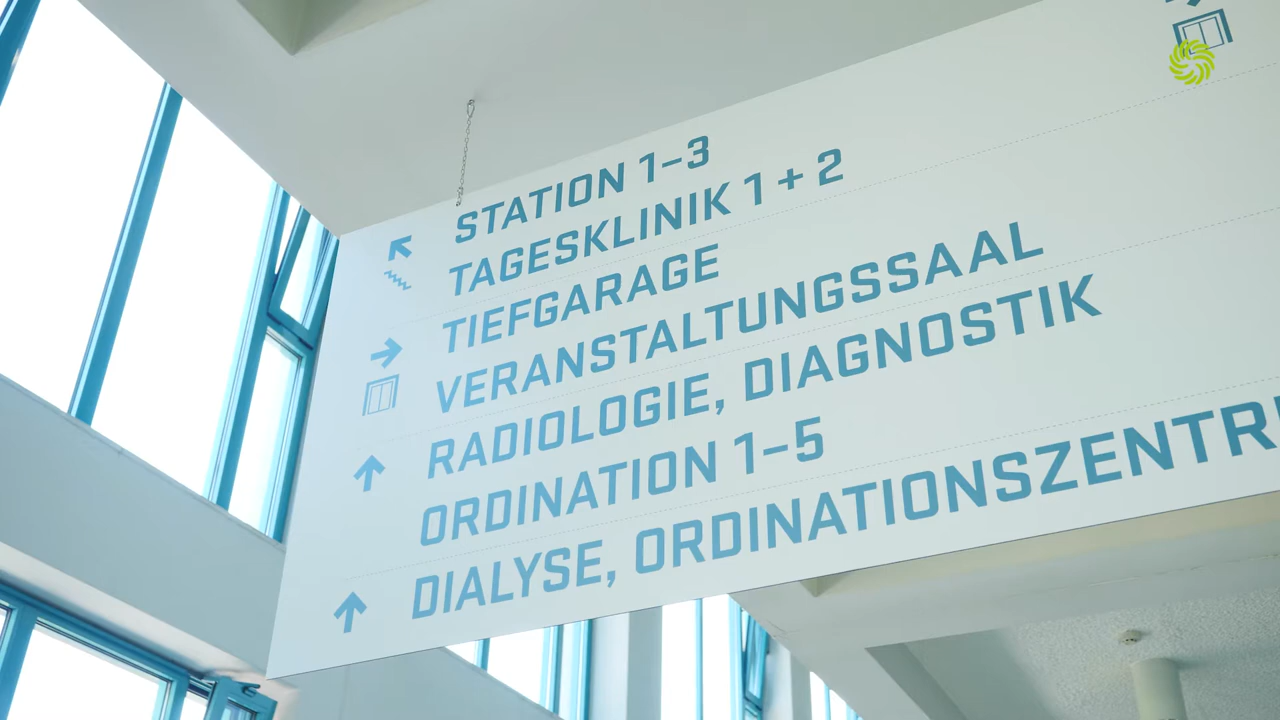 STATION 1–3
TAGESKLINIK 1 + 2
TIEFGARAGE
VERANSTALTUNGSSAAL
RADIOLOGIE, DIAGNOSTIK
ORDINATION 1–5
DIALYSE, ORDINATIONSZENTR